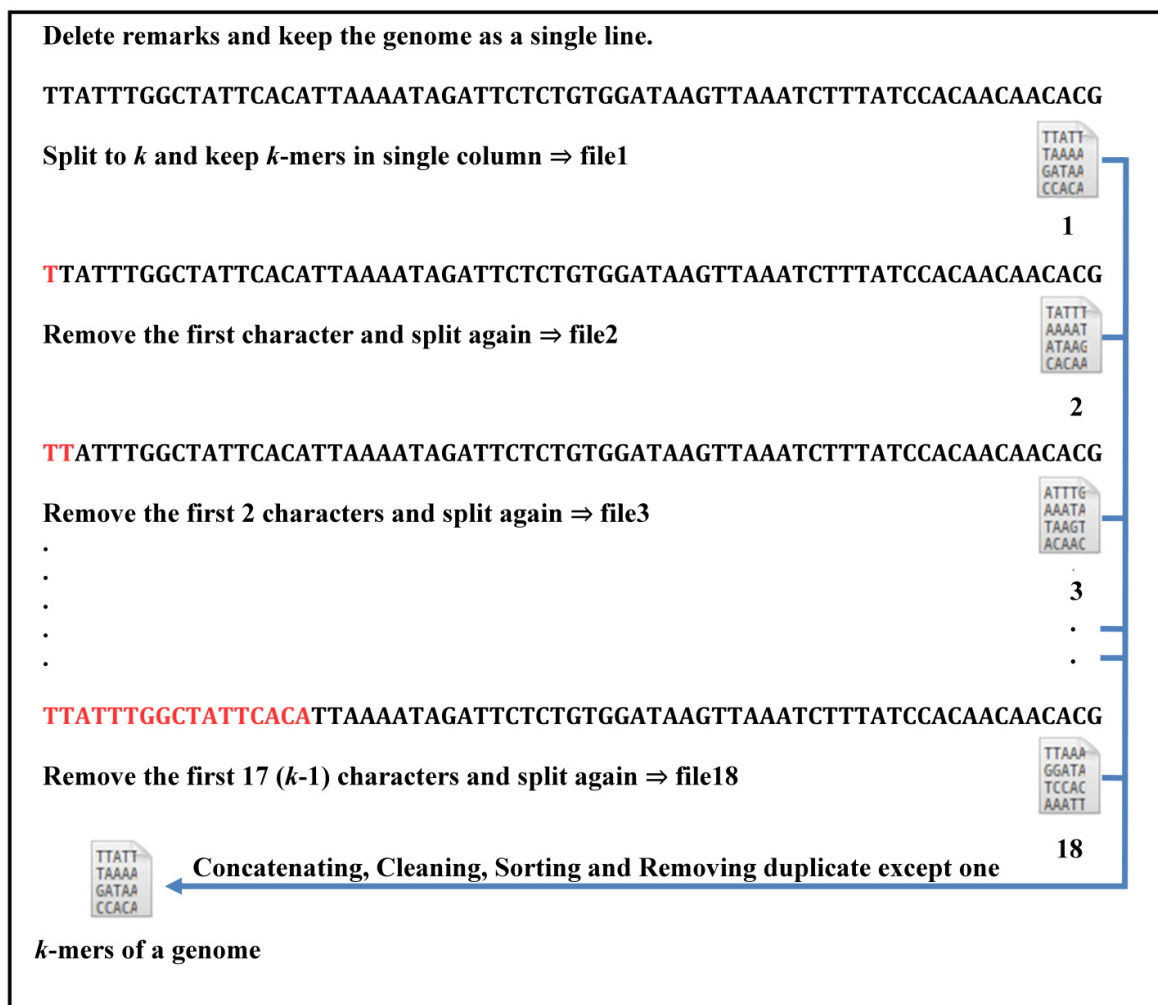 Delete remarks and keep the genome as a single line.
TTATTTGGCTATTCACATTAAAATAGATTCTCTGTGGATAAGTTAAATCTTTATCCACAACAACACG
Split to k and keep k-mers in single column ⇒ file1
TTATT
TAAAA
GATAA
CCACA
1
TTATTTGGCTATTCACATTAAAATAGATTCTCTGTGGATAAGTTAAATCTTTATCCACAACAACACG
Remove the first character and split again ⇒ file2
TATTT
AAAAT
ATAAG
CACAA
2
TTATTTGGCTATTCACATTAAAATAGATTCTCTGTGGATAAGTTAAATCTTTATCCACAACAACACG
Remove the first 2 characters and split again ⇒ file3
ATTTG
AAATA
TAAGT
ACAAC
3
.
.
.
.
.
.
.
TTATTTGGCTATTCACATTAAAATAGATTCTCTGTGGATAAGTTAAATCTTTATCCACAACAACACG
Remove the first 17 (k-1) characters and split again ⇒ file18
TTAAA
GGATA
TCCAC
AAATT
18
TTATT
TAAAA
GATAA
CCACA
Concatenating, Cleaning, Sorting and Removing duplicate except one
k-mers of a genome